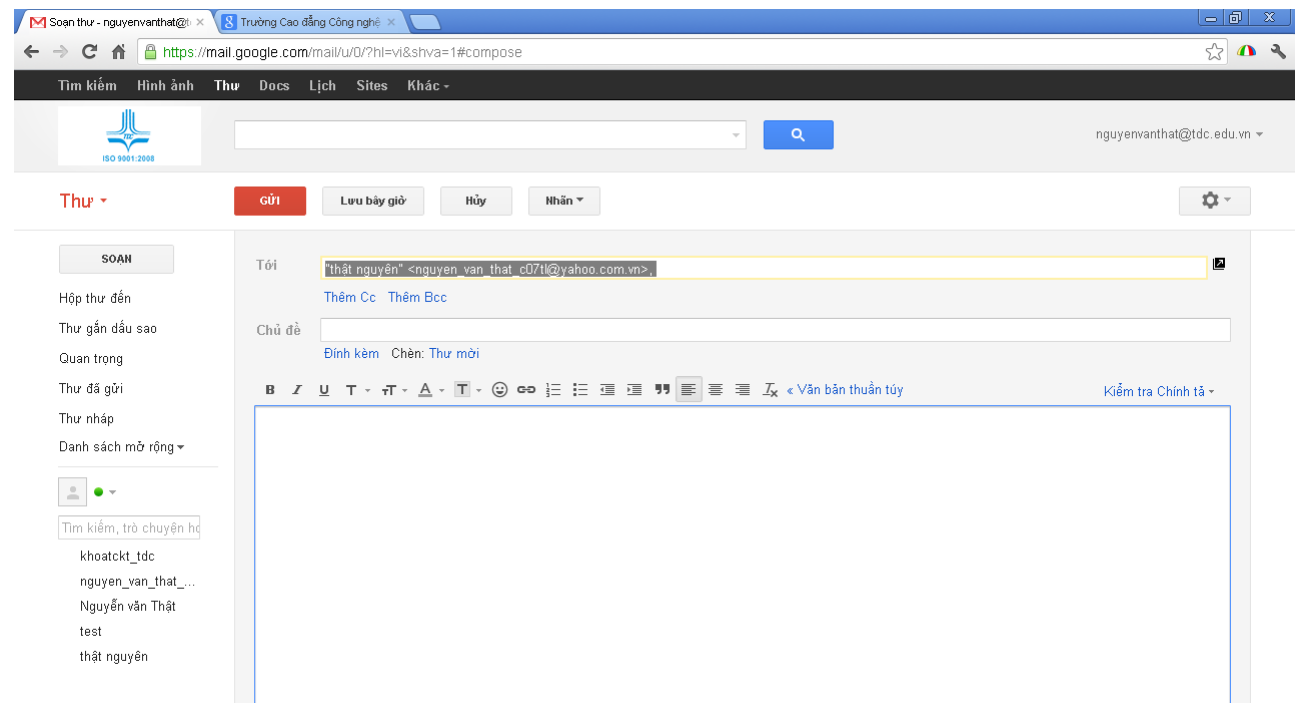 Soạn thư - nguyenvanthat@t
Trường Cao đẳng Công nghệ
https://mail.google.com/mail/u/0/?hl=vi&shva=1#compose
Tìm kiếm Hình ảnh Thư Docs Lịch Sites Khác
TDC
ISO 9001:2008
nguyenvanthat@tdc.edu.vn
Thư
GỬI Lưu bây giờ Hủy Nhãn
SOẠN
Tới "thật nguyên" <nguyen_van_that_c07tl@yahoo.com.vn>,
Thêm Cc Thêm Bcc
Hộp thư đến
Thư gắn dấu sao
Quan trọng
Thư đã gửi
Thư nháp
Danh sách mở rộng
Chủ đề
Đính kèm Chèn: Thư mời
B I U T тT A T « Văn bản thuần túy Kiểm tra Chính tả
Tìm kiếm, trò chuyện ho
khoatckt_tdc
nguyen_van_that_...
Nguyễn văn Thật
test
thật nguyên